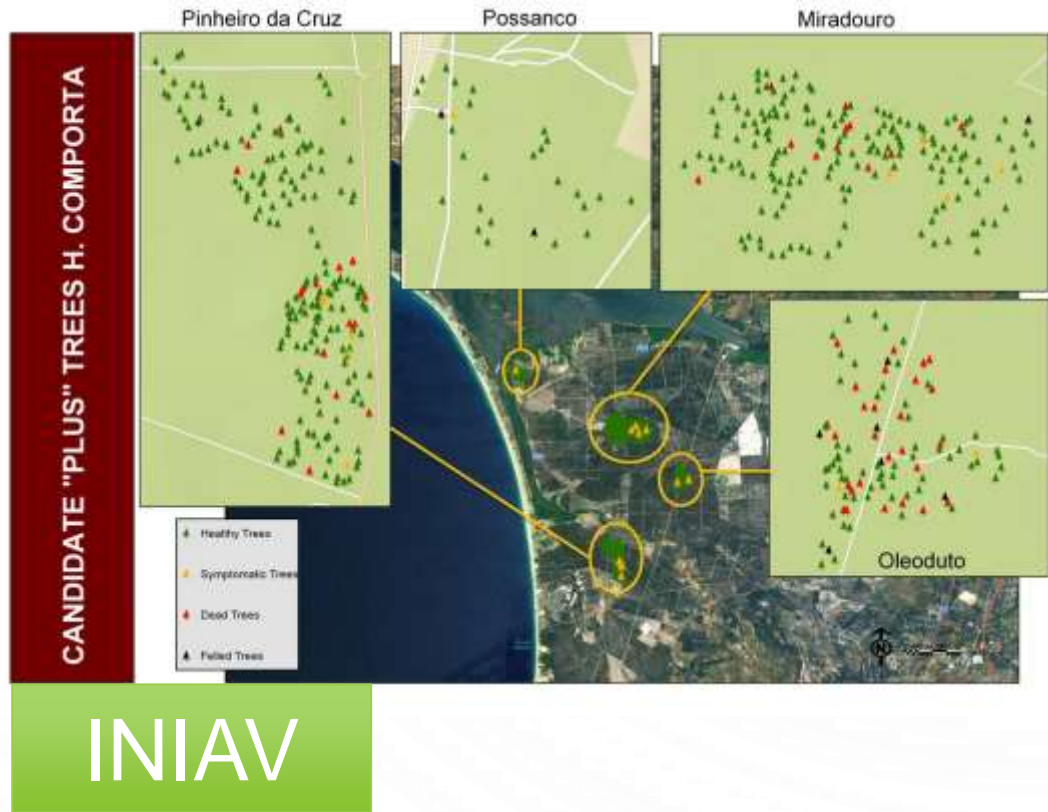 Pinheiro da Cruz
Possanco
Miradouro
CANDIDATE "PLUS" TREES H. COMPORTA
Oleoduto
Healthy Trees
Symptomatic Trees
Dead Trees
Felled Trees
N
INIAV